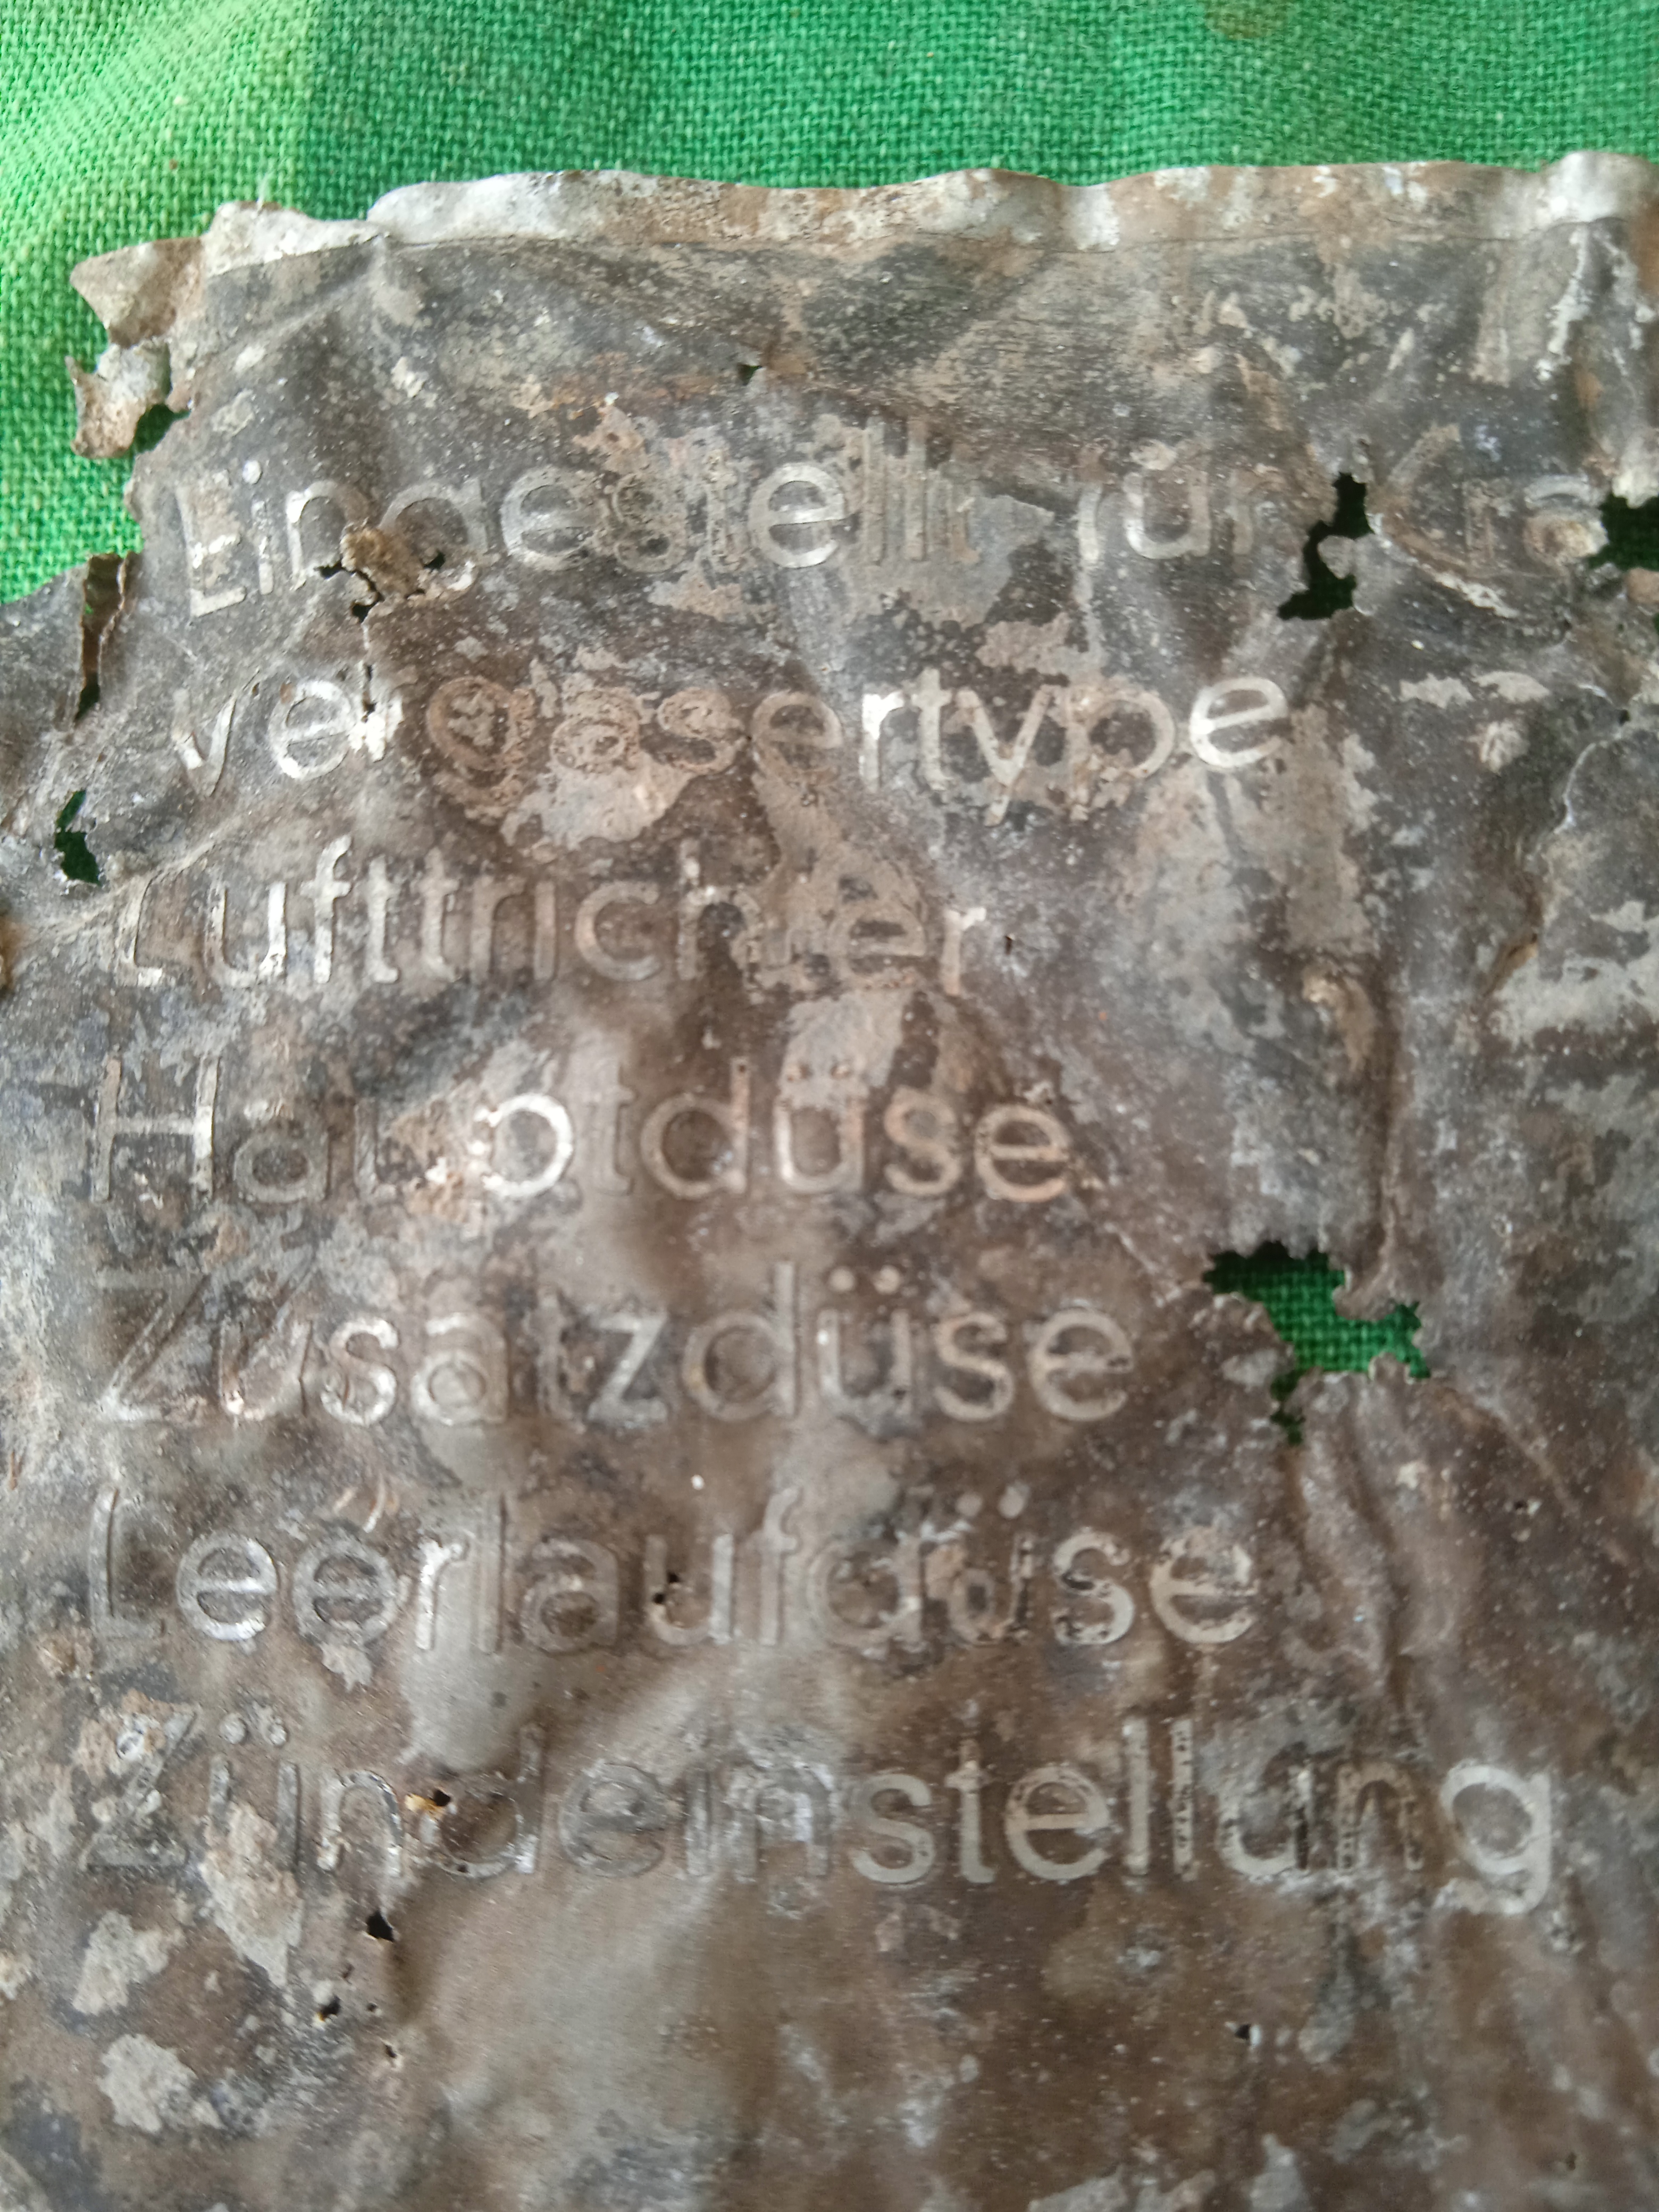 Eingestellt für
Vergasertype
Lufttrichter
Hauptdüse
Zusatzdüse
Leerlaufdüse
Zündeinstellung